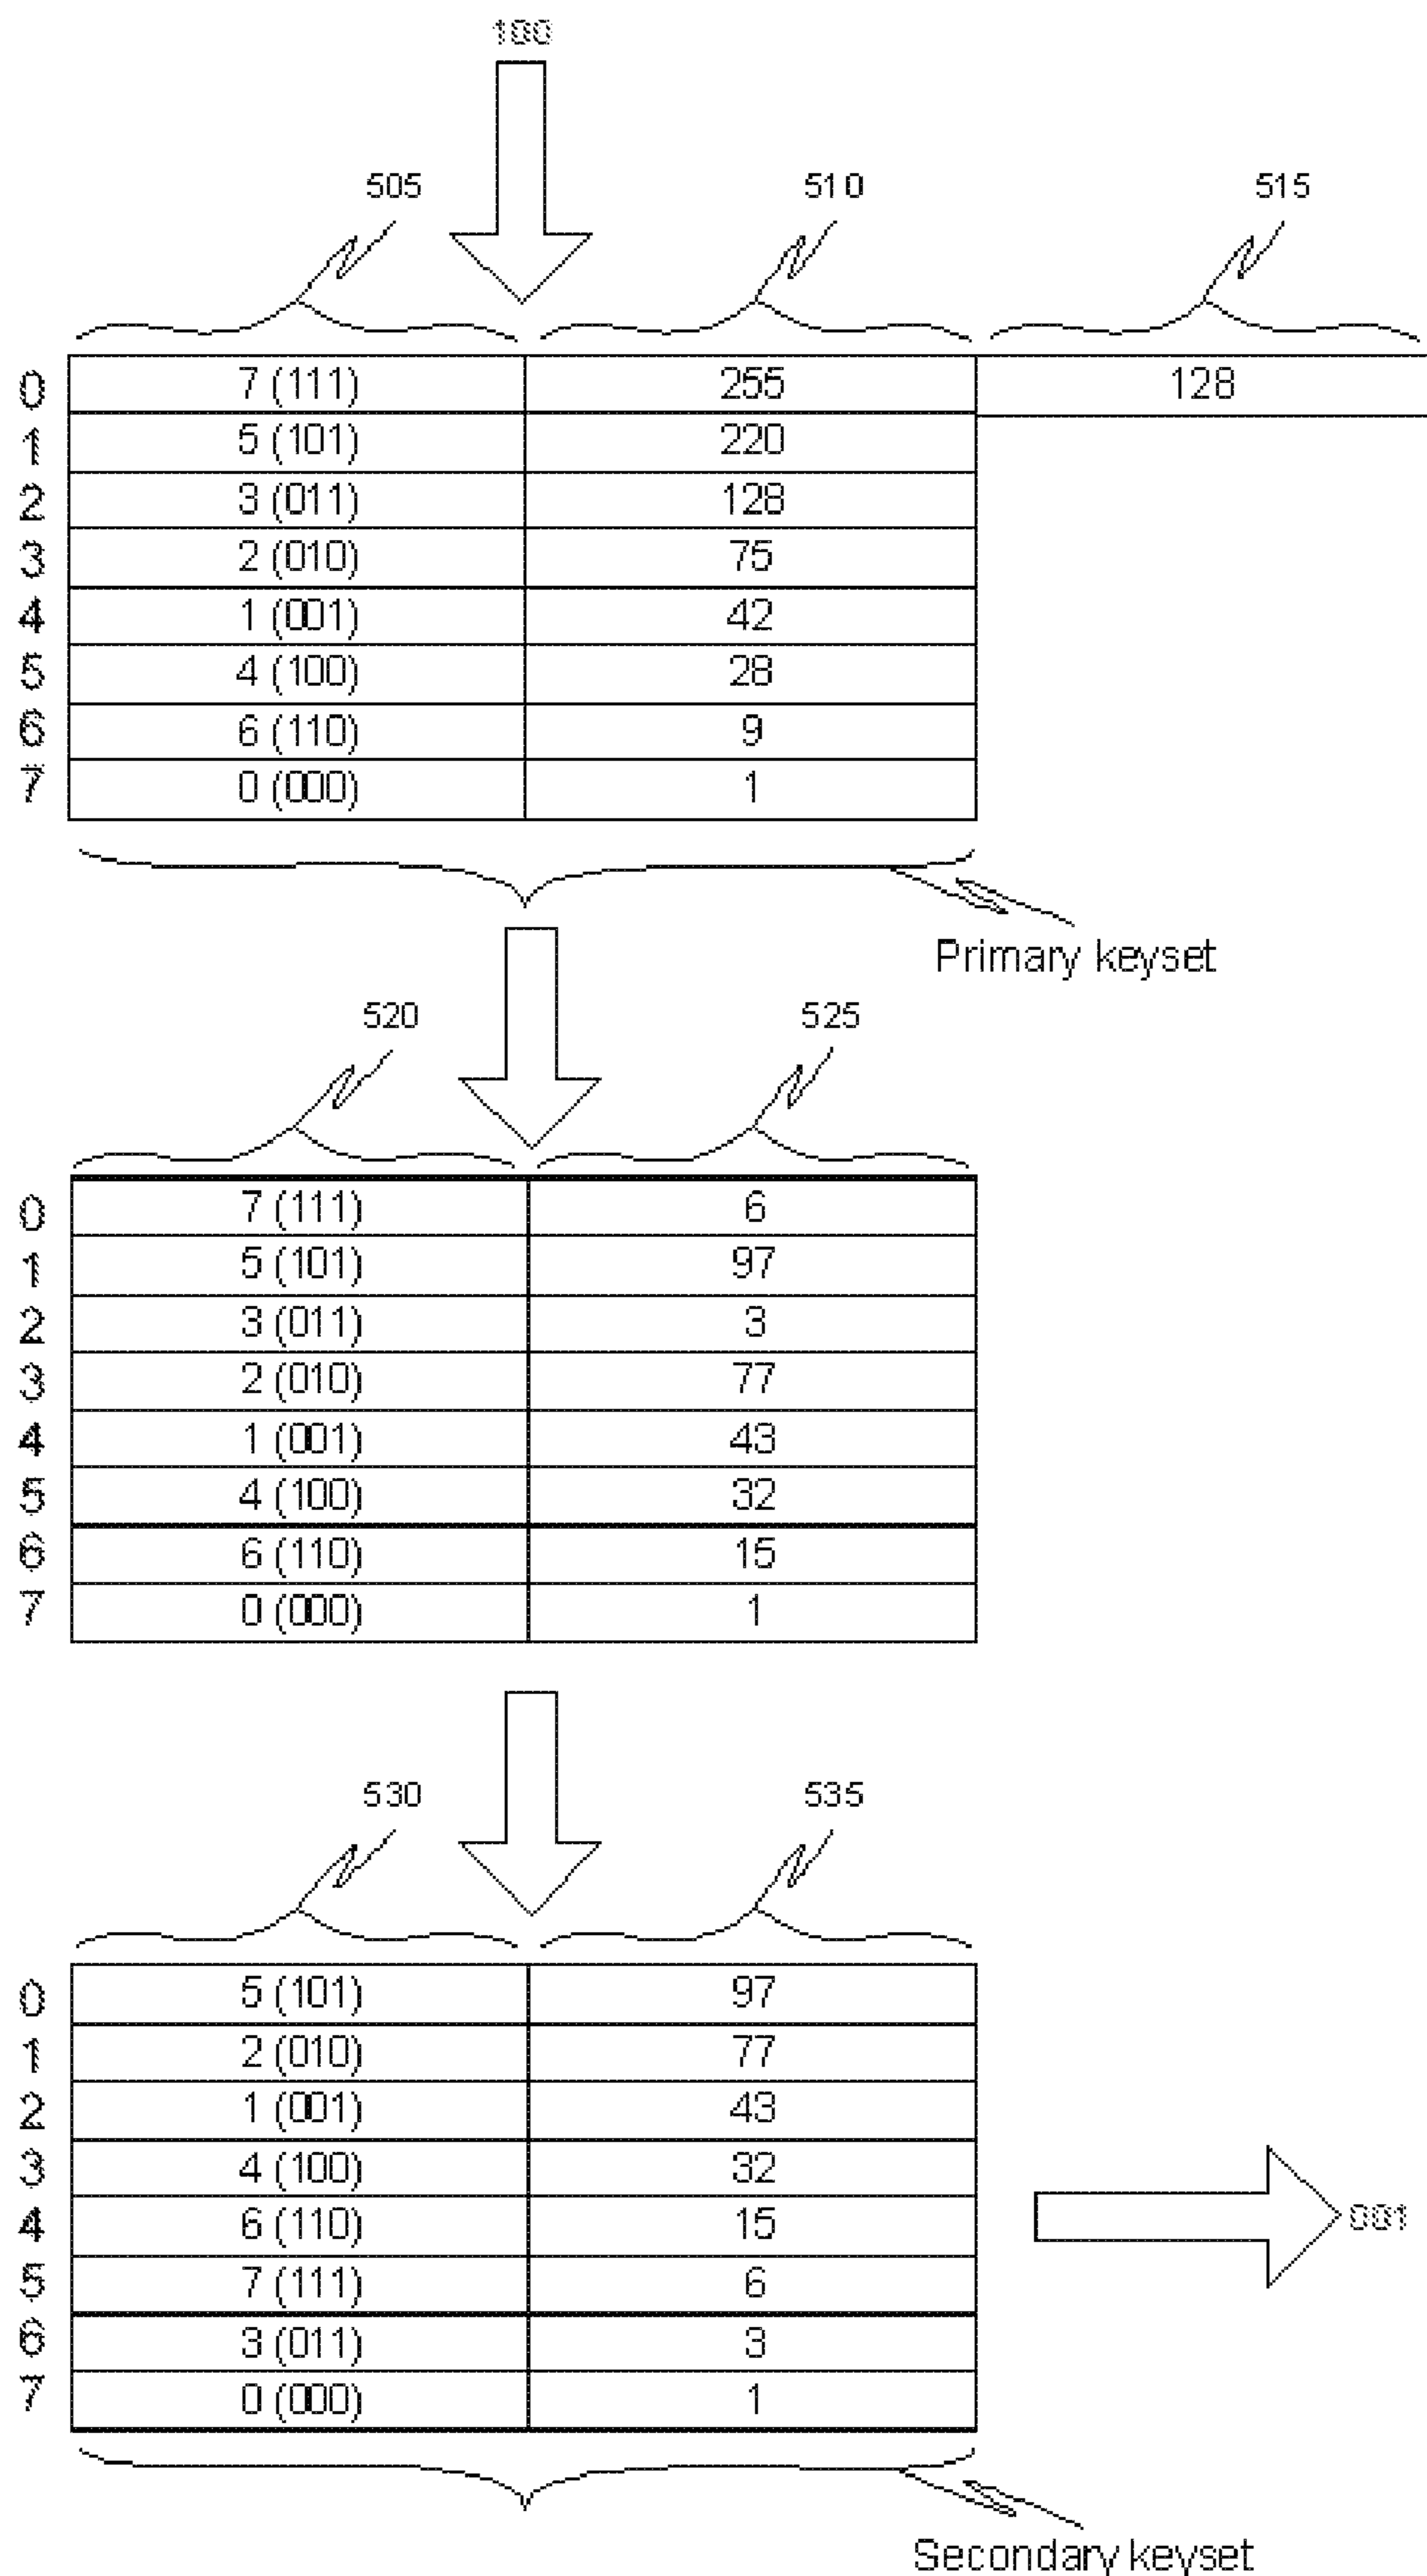 100
505 510 515
0 7 (111) 255 128
1 5 (101) 220
2 3 (011) 128
3 2 (010) 75
4 1 (001) 42
5 4 (100) 28
6 6 (110) 9
7 0 (000) 1
Primary keyset
520 525
0 7 (111) 6
1 5 (101) 97
2 3 (011) 3
3 2 (010) 77
4 1 (001) 43
5 4 (100) 32
6 6 (110) 15
7 0 (000) 1
530 535
0 5 (101) 97
1 2 (010) 77
2 1 (001) 43
3 4 (100) 32
4 6 (110) 15
001
5 7 (111) 6
6 3 (011) 3
7 0 (000) 1
Secondary keyset